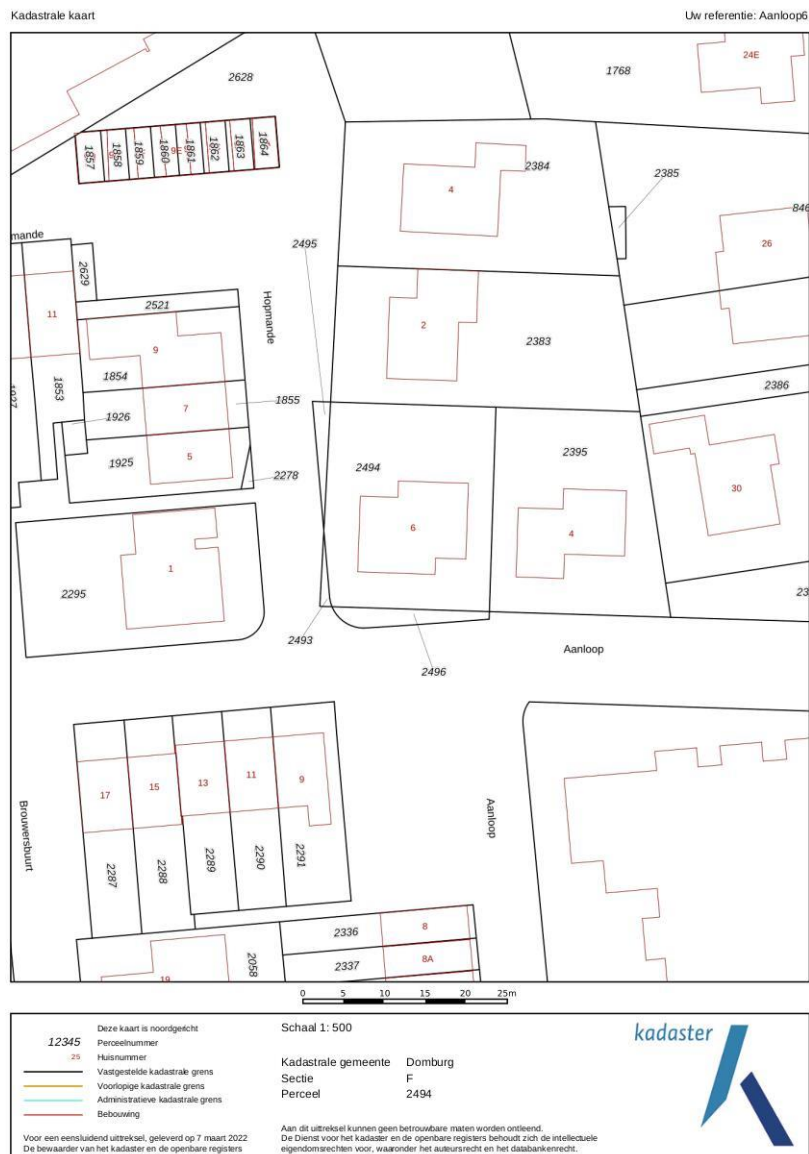 Kadastrale kaart
Uw referentie: Aanloop6
2628
1768
24E
1857
1858
1859
1860
9E
1861
1862
1863
1864
4
2384
2385
846
mande
2495
26
2629
2521
Hopmande
11
9
2
2383
1854
1853
1927
1855
2386
7
1926
1925
5
2494
2395
2278
30
6
4
1
2295
2493
2496
Aanloop
17
15
13
11
9
Brouwersbuurt
Aanloop
2287
2288
2289
2290
2291
2336
8
2058
2337
8A
19
0 5 10 15 20 25m
Deze kaart is noordgericht
12345 Perceelnummer
25 Huisnummer
Vastgestelde kadastrale grens
Voorlopige kadastrale grens
Administratieve kadastrale grens
Bebouwing
Voor een eensluidend uittreksel, geleverd op 7 maart 2022
De bewaarder van het kadaster en de openbare registers
Schaal 1: 500
Kadastrale gemeente Domburg
Sectie F
Perceel 2494
Aan dit uittreksel kunnen geen betrouwbare maten worden ontleend.
De Dienst voor het kadaster en de openbare registers behoudt zich de intellectuele
eigendomsrechten voor, waaronder het auteursrecht en het databankenrecht.
kadaster